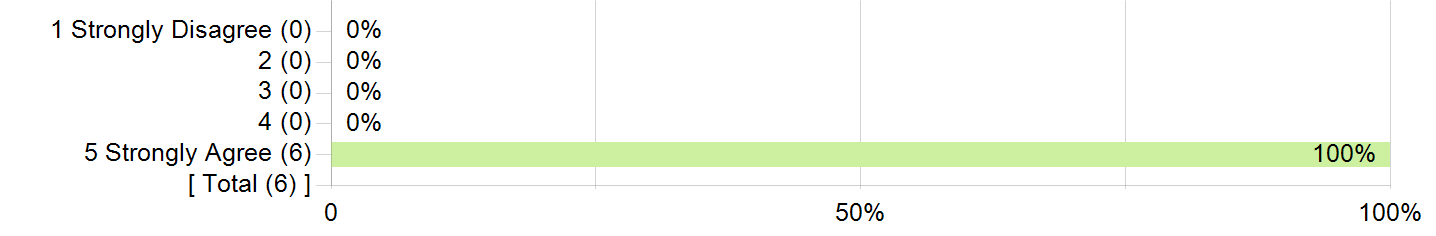 1 Strongly Disagree (0) 0%
2 (0) 0%
3 (0) 0%
4 (0) 0%
5 Strongly Agree (6) 100%
[ Total (6) ]
0 50% 100%